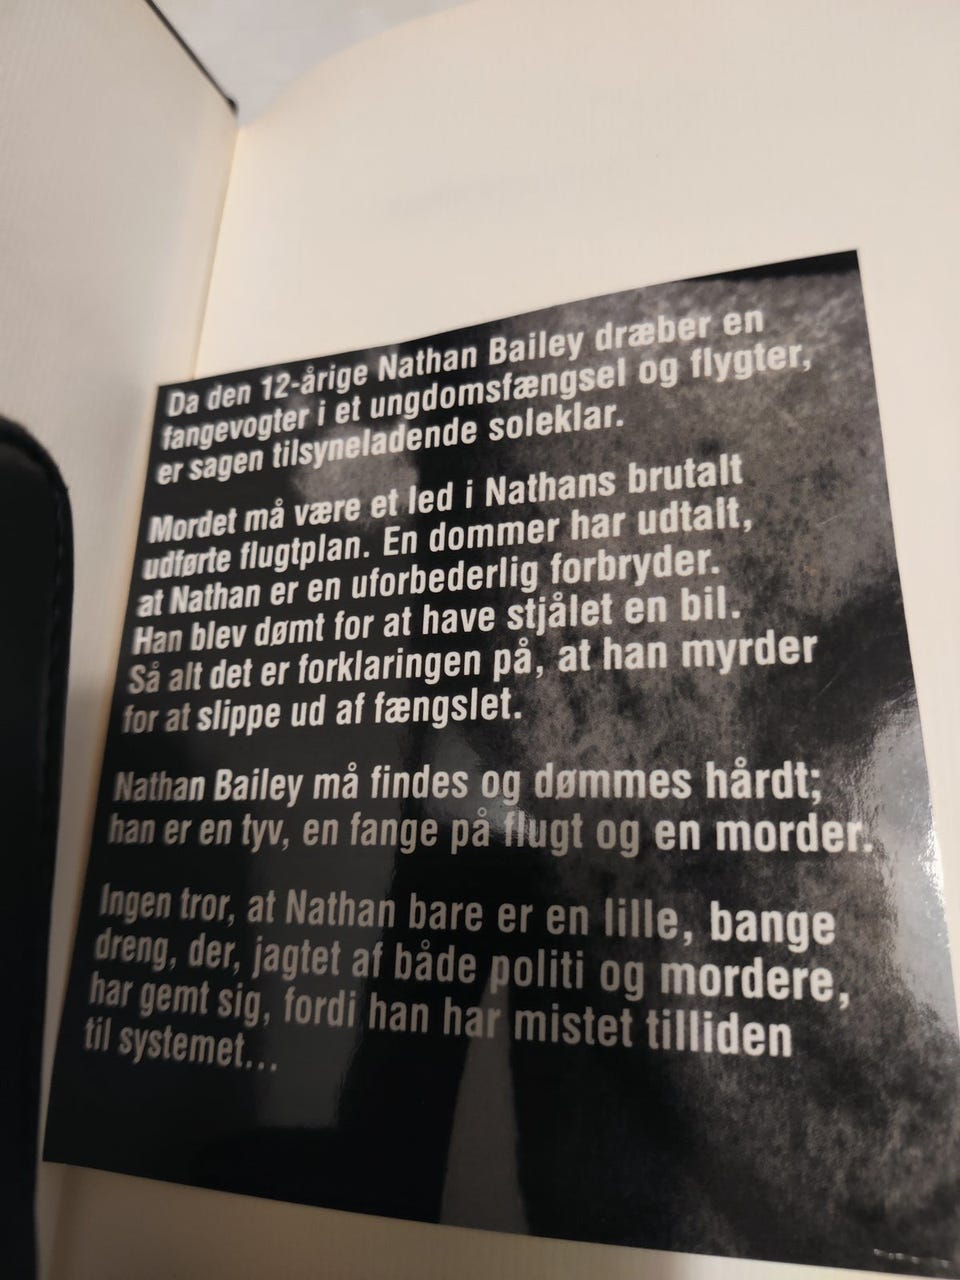 Da den 12-årige Nathan Bailey dræber en
fangevogter i et ungdomsfængsel og flygter,
er sagen tilsyneladende soleklar.
Mordet må være et led i Nathans brutalt
udførte flugtplan. En dommer har udtalt,
at Nathan er en uforbederlig forbryder.
Han blev dømt for at have stjålet en bil.
Så alt det er forklaringen på, at han myrder
for at slippe ud af fængslet.
Nathan Bailey må findes og dømmes hårdt;
han er en tyv, en fange på flugt og en morder.
Ingen tror, at Nathan bare er en lille, bange
dreng, der, jagtet af både politi og mordere,
har gemt sig, fordi han har mistet tilliden
til systemet...